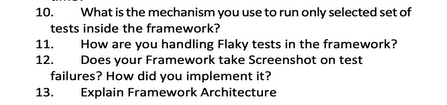 10. What is the mechanism you use to run only selected set of
tests inside the framework?
11. How are you handling Flaky tests in the framework?
12. Does your Framework take Screenshot on test
failures? How did you implement it?
13. Explain Framework Architecture